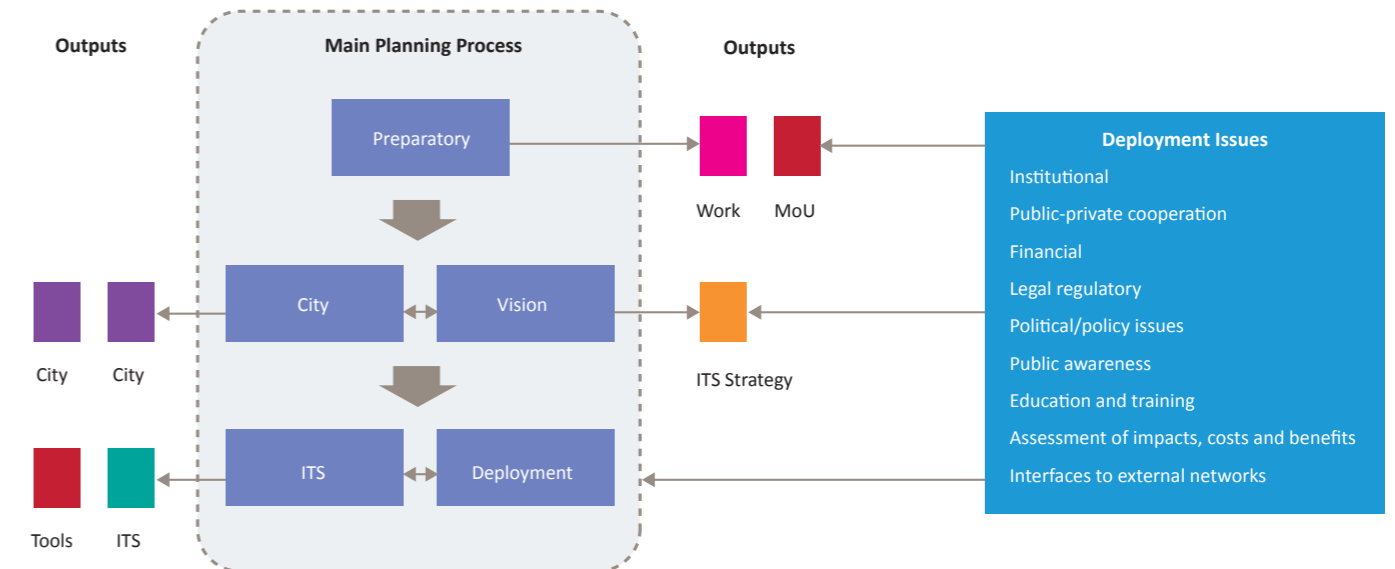 Outputs
Main Planning Process
Outputs
Preparatory
Work
MoU
City
Vision
City
City
ITS Strategy
ITS
Deployment
Tools
ITS
Deployment Issues
Institutional
Public-private cooperation
Financial
Legal regulatory
Political/policy issues
Public awareness
Education and training
Assessment of impacts, costs and benefits
Interfaces to external networks